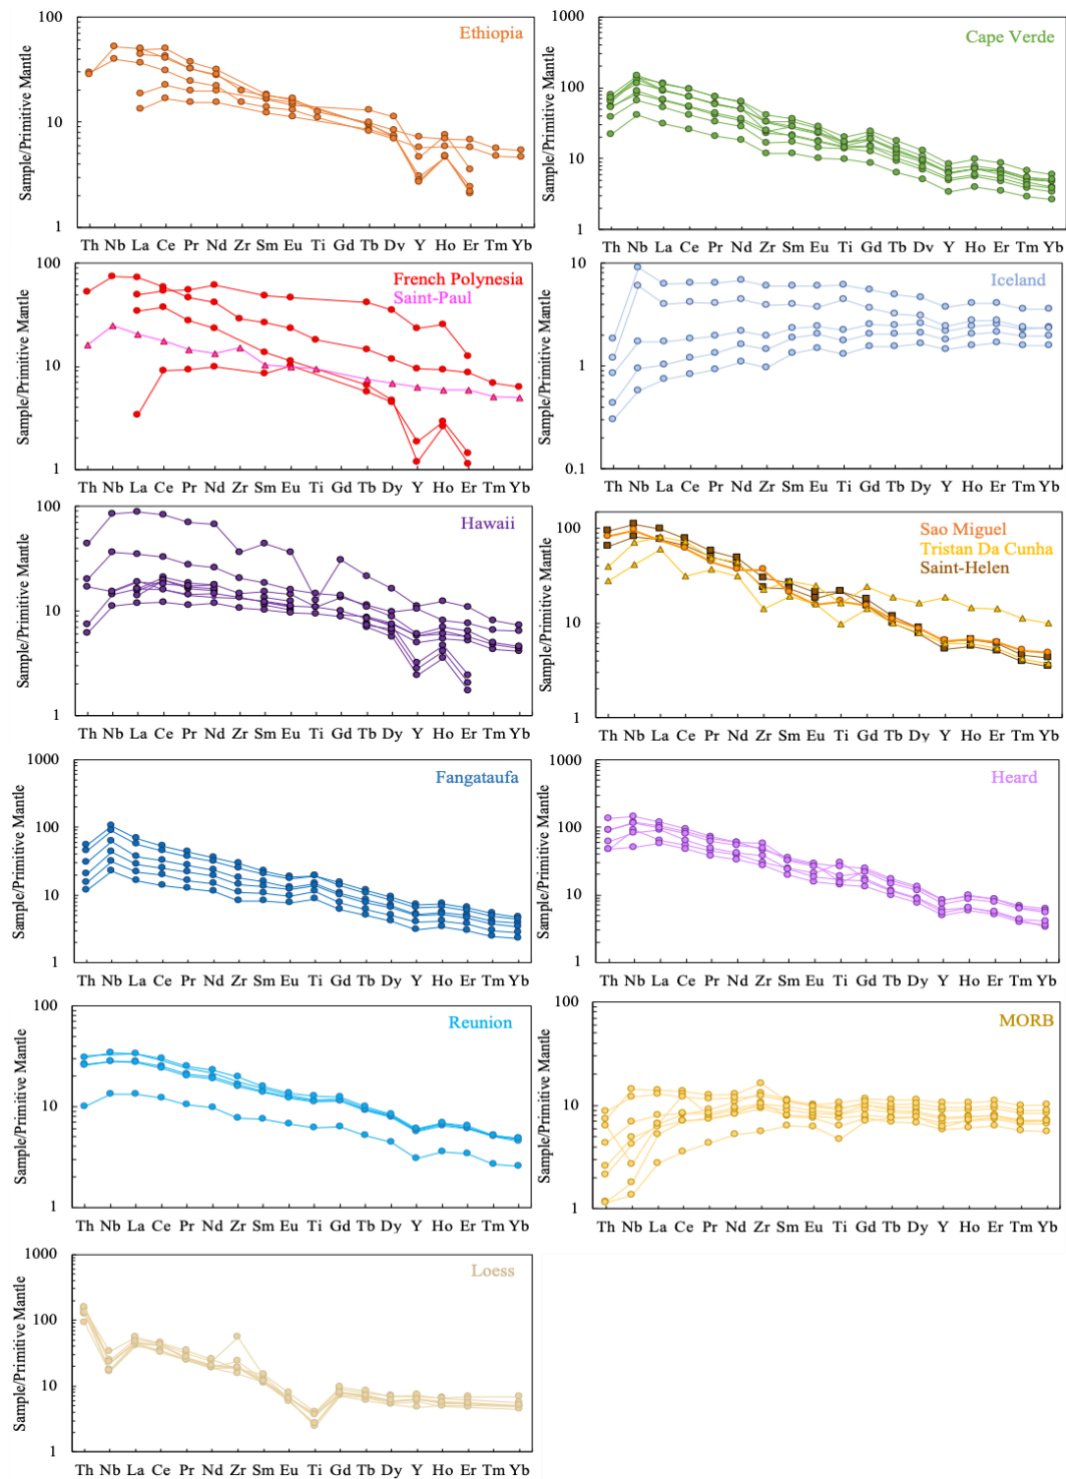 Ethiopia
Sample/Primitive Mantle
100
10
1
Th Nb La Ce Pr Nd Zr Sm Eu Ti Gd Tb Dy Y Ho Er Tm Yb
Cape Verde
Sample/Primitive Mantle
1000
100
10
1
Th Nb La Ce Pr Nd Zr Sm Eu Ti Gd Tb Dy Y Ho Er Tm Yb
French Polynesia
Saint-Paul
Sample/Primitive Mantle
100
10
1
Th Nb La Ce Pr Nd Zr Sm Eu Ti Gd Tb Dy Y Ho Er Tm Yb
Iceland
Sample/Primitive Mantle
10
1
0.1
Th Nb La Ce Pr Nd Zr Sm Eu Ti Gd Tb Dy Y Ho Er Tm Yb
Hawaii
Sample/Primitive Mantle
100
10
1
Th Nb La Ce Pr Nd Zr Sm Eu Ti Gd Tb Dy Y Ho Er Tm Yb
Sao Miguel
Tristan Da Cunha
Saint-Helen
Sample/Primitive Mantle
100
10
1
Th Nb La Ce Pr Nd Zr Sm Eu Ti Gd Tb Dy Y Ho Er Tm Yb
Fangataufa
Sample/Primitive Mantle
1000
100
10
1
Th Nb La Ce Pr Nd Zr Sm Eu Ti Gd Tb Dy Y Ho Er Tm Yb
Heard
Sample/Primitive Mantle
1000
100
10
1
Th Nb La Ce Pr Nd Zr Sm Eu Ti Gd Tb Dy Y Ho Er Tm Yb
Reunion
Sample/Primitive Mantle
100
10
1
Th Nb La Ce Pr Nd Zr Sm Eu Ti Gd Tb Dy Y Ho Er Tm Yb
MORB
Sample/Primitive Mantle
100
10
1
Th Nb La Ce Pr Nd Zr Sm Eu Ti Gd Tb Dy Y Ho Er Tm Yb
Loess
Sample/Primitive Mantle
1000
100
10
1
Th Nb La Ce Pr Nd Zr Sm Eu Ti Gd Tb Dy Y Ho Er Tm Yb